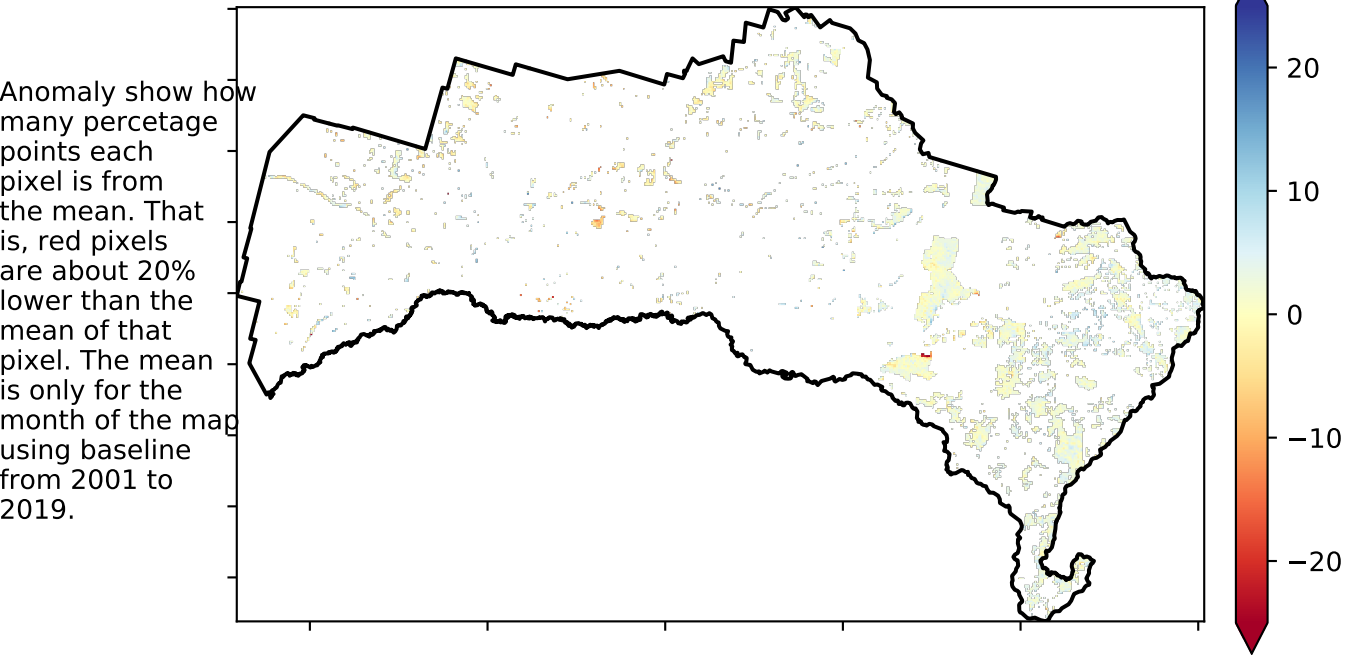 Anomaly show how
many percetage
points each
pixel is from
the mean. That
is, red pixels
are about 20%
lower than the
mean of that
pixel. The mean
is only for the
month of the map
using baseline
from 2001 to
2019.
20
10
0
−10
−20